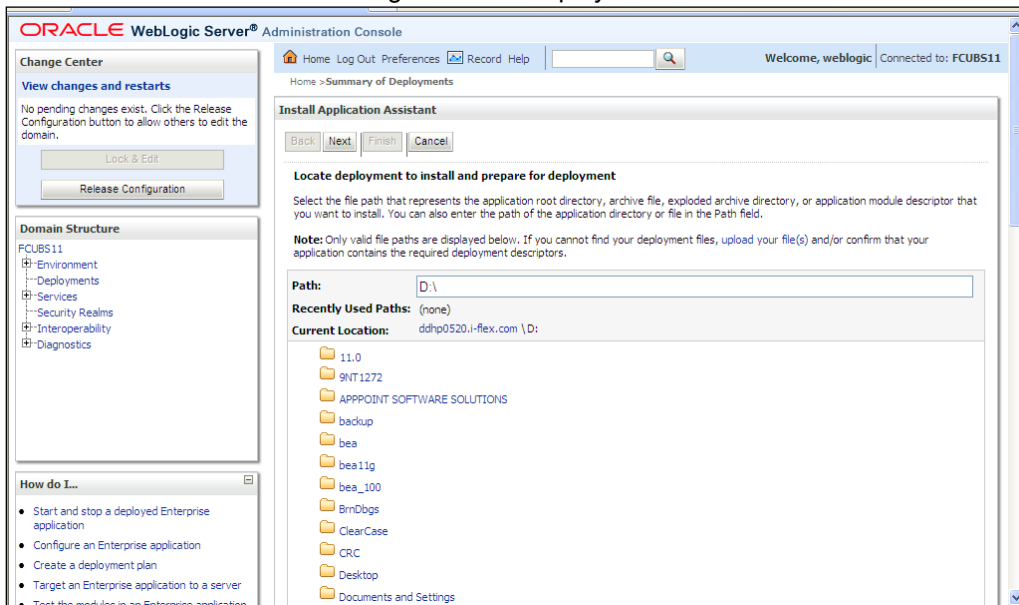 ORACLE WebLogic Server® Administration Console
Change Center
View changes and restarts
No pending changes exist. Click the Release
Configuration button to allow others to edit the
domain.
Lock & Edit
Release Configuration
Domain Structure
FCUBS11
Environment
Deployments
Services
Security Realms
Interoperability
Diagnostics
How do I...
Start and stop a deployed Enterprise
application
Configure an Enterprise application
Create a deployment plan
Target an Enterprise application to a server
Test the modules in an Enterprise application
Home Log Out Preferences Record Help
Welcome, weblogic Connected to: FCUBS11
Home >Summary of Deployments
Install Application Assistant
Back Next Finish Cancel
Locate deployment to install and prepare for deployment
Select the file path that represents the application root directory, archive file, exploded archive directory, or application module descriptor that
you want to install. You can also enter the path of the application directory or file in the Path field.
Note: Only valid file paths are displayed below. If you cannot find your deployment files, upload your file(s) and/or confirm that your
application contains the required deployment descriptors.
Path: D:\
Recently Used Paths: (none)
Current Location: ddhp0520.i-flex.com \D:
11.0
9NT1272
APPPOINT SOFTWARE SOLUTIONS
backup
bea
bea11g
bea_100
BrnDbgs
ClearCase
CRC
Desktop
Documents and Settings